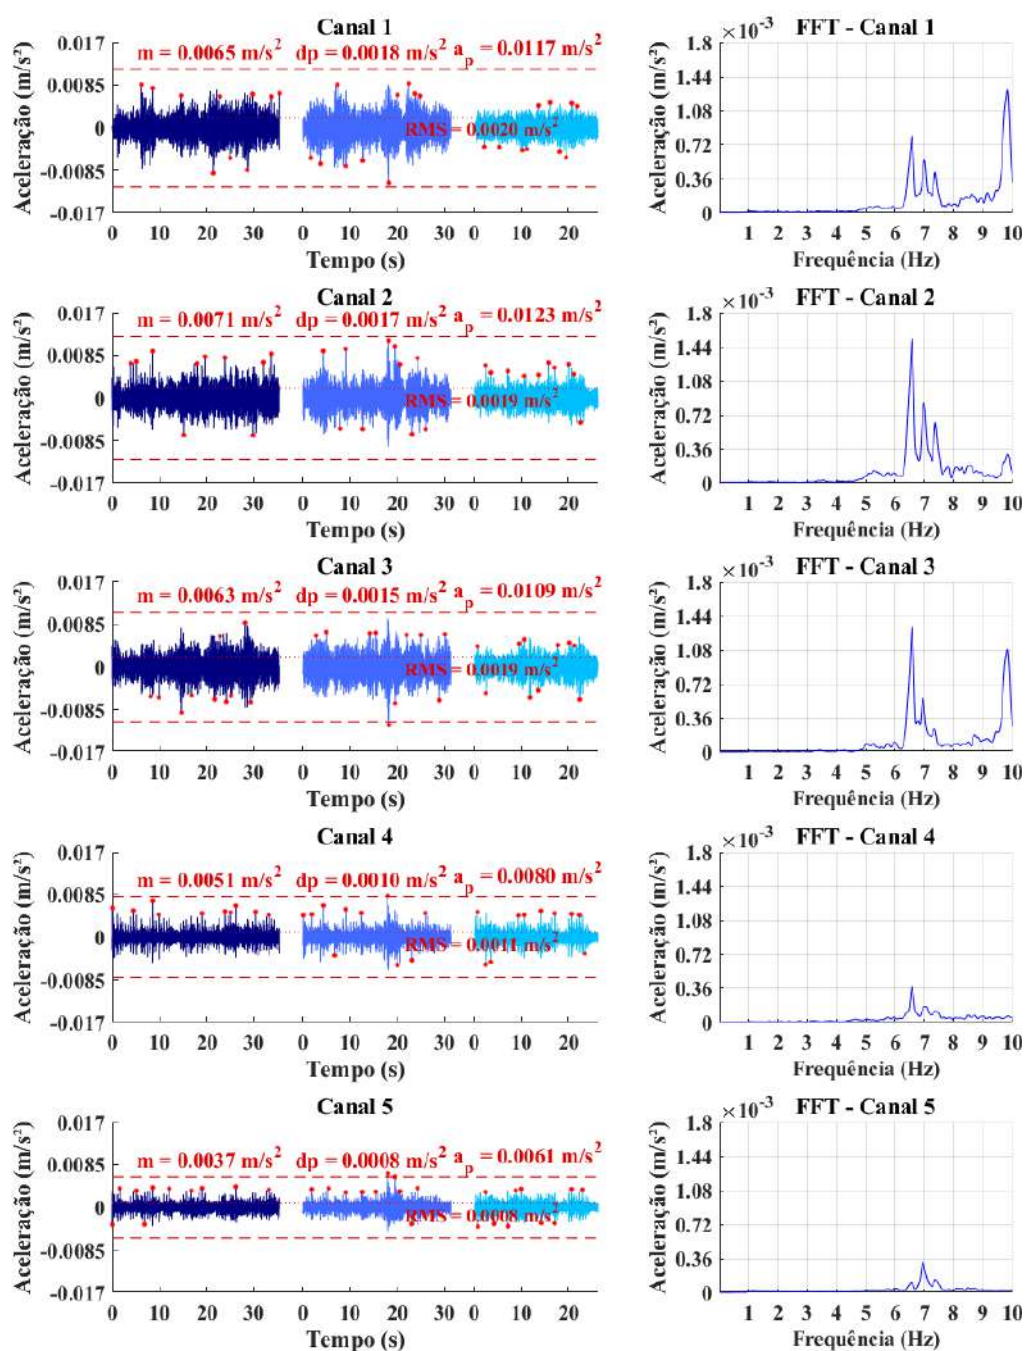 Canal 1
m = 0.0065 m/s² dp = 0.0018 m/s² a_p = 0.0117 m/s²
RMS = 0.0020 m/s²
Aceleração (m/s²)
0.017
0.0085
0
-0.0085
-0.017
0 10 20 30 0 10 20 30 0 10 20
Tempo (s)
×10⁻³ FFT - Canal 1
Aceleração (m/s²)
1.8
1.44
1.08
0.72
0.36
0
1 2 3 4 5 6 7 8 9 10
Frequência (Hz)
Canal 2
m = 0.0071 m/s² dp = 0.0017 m/s² a_p = 0.0123 m/s²
RMS = 0.0019 m/s²
Aceleração (m/s²)
0.017
0.0085
0
-0.0085
-0.017
0 10 20 30 0 10 20 30 0 10 20
Tempo (s)
×10⁻³ FFT - Canal 2
Aceleração (m/s²)
1.8
1.44
1.08
0.72
0.36
0
1 2 3 4 5 6 7 8 9 10
Frequência (Hz)
Canal 3
m = 0.0063 m/s² dp = 0.0015 m/s² a_p = 0.0109 m/s²
RMS = 0.0019 m/s²
Aceleração (m/s²)
0.017
0.0085
0
-0.0085
-0.017
0 10 20 30 0 10 20 30 0 10 20
Tempo (s)
×10⁻³ FFT - Canal 3
Aceleração (m/s²)
1.8
1.44
1.08
0.72
0.36
0
1 2 3 4 5 6 7 8 9 10
Frequência (Hz)
Canal 4
m = 0.0051 m/s² dp = 0.0010 m/s² a_p = 0.0080 m/s²
RMS = 0.0011 m/s²
Aceleração (m/s²)
0.017
0.0085
0
-0.0085
-0.017
0 10 20 30 0 10 20 30 0 10 20
Tempo (s)
×10⁻³ FFT - Canal 4
Aceleração (m/s²)
1.8
1.44
1.08
0.72
0.36
0
1 2 3 4 5 6 7 8 9 10
Frequência (Hz)
Canal 5
m = 0.0037 m/s² dp = 0.0008 m/s² a_p = 0.0061 m/s²
RMS = 0.0008 m/s²
Aceleração (m/s²)
0.017
0.0085
0
-0.0085
-0.017
0 10 20 30 0 10 20 30 0 10 20
Tempo (s)
×10⁻³ FFT - Canal 5
Aceleração (m/s²)
1.8
1.44
1.08
0.72
0.36
0
1 2 3 4 5 6 7 8 9 10
Frequência (Hz)